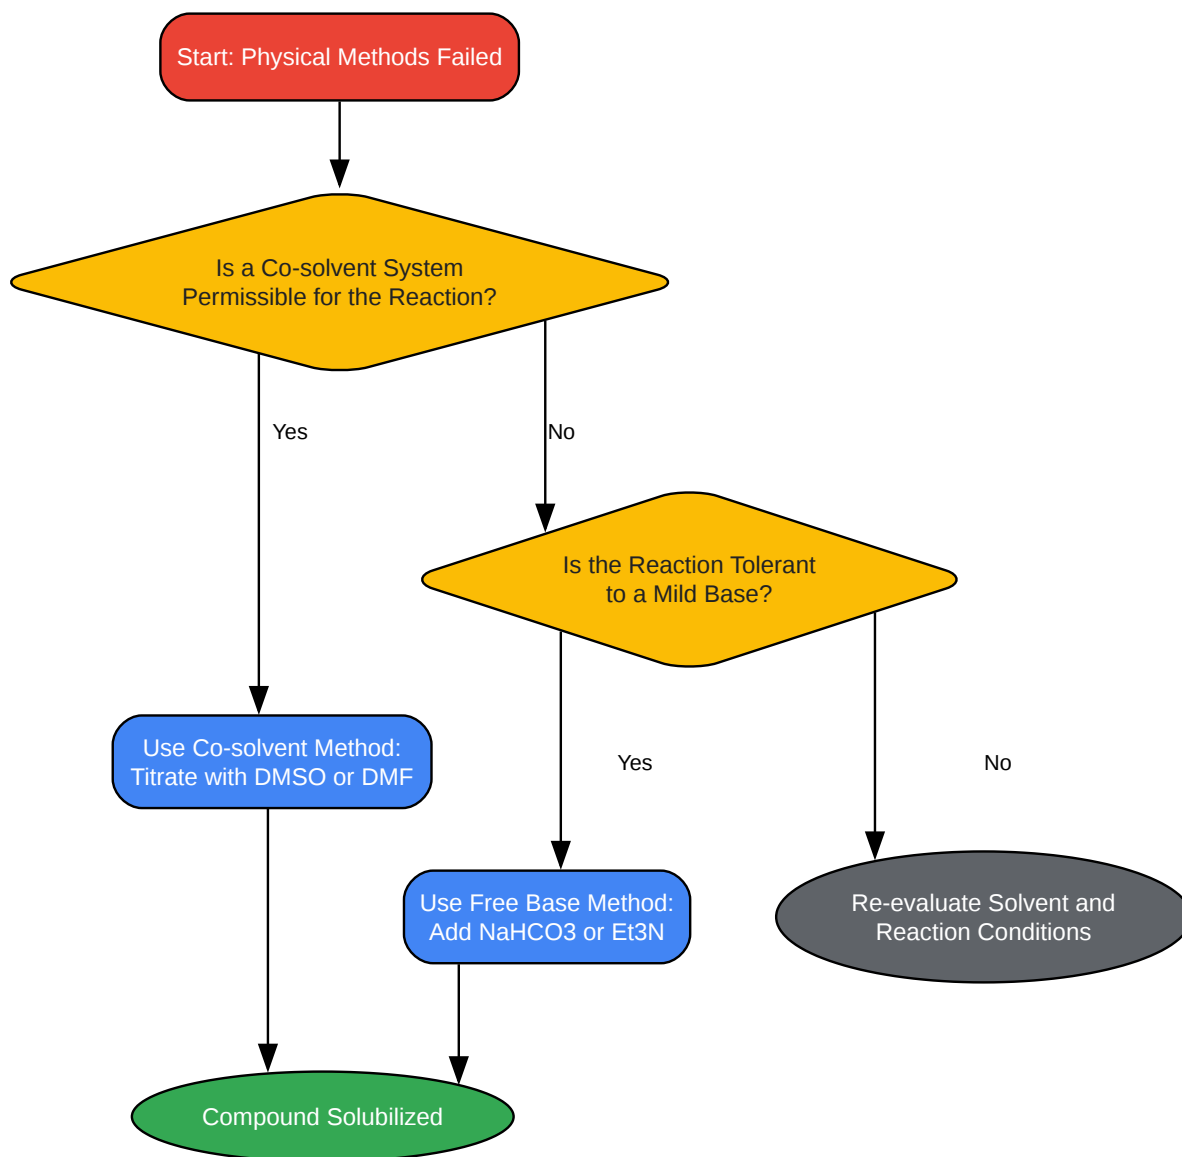 Start: Physical Methods Failed
Is a Co-solvent System
Permissible for the Reaction?
Yes
No
Is the Reaction Tolerant
to a Mild Base?
Use Co-solvent Method:
Titrate with DMSO or DMF
Yes
No
Use Free Base Method:
Add NaHCO3 or Et3N
Re-evaluate Solvent and
Reaction Conditions
Compound Solubilized